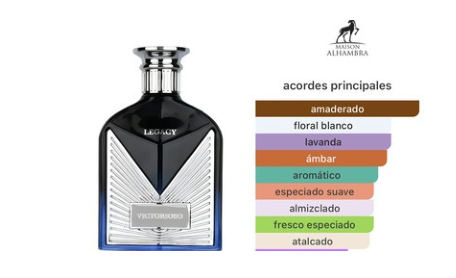 MAISON
ALHAMBRA
acordes principales
amaderado
floral blanco
lavanda
ámbar
aromático
especiado suave
almizclado
fresco especiado
atalcado
LEGACY
VICTORIOSO